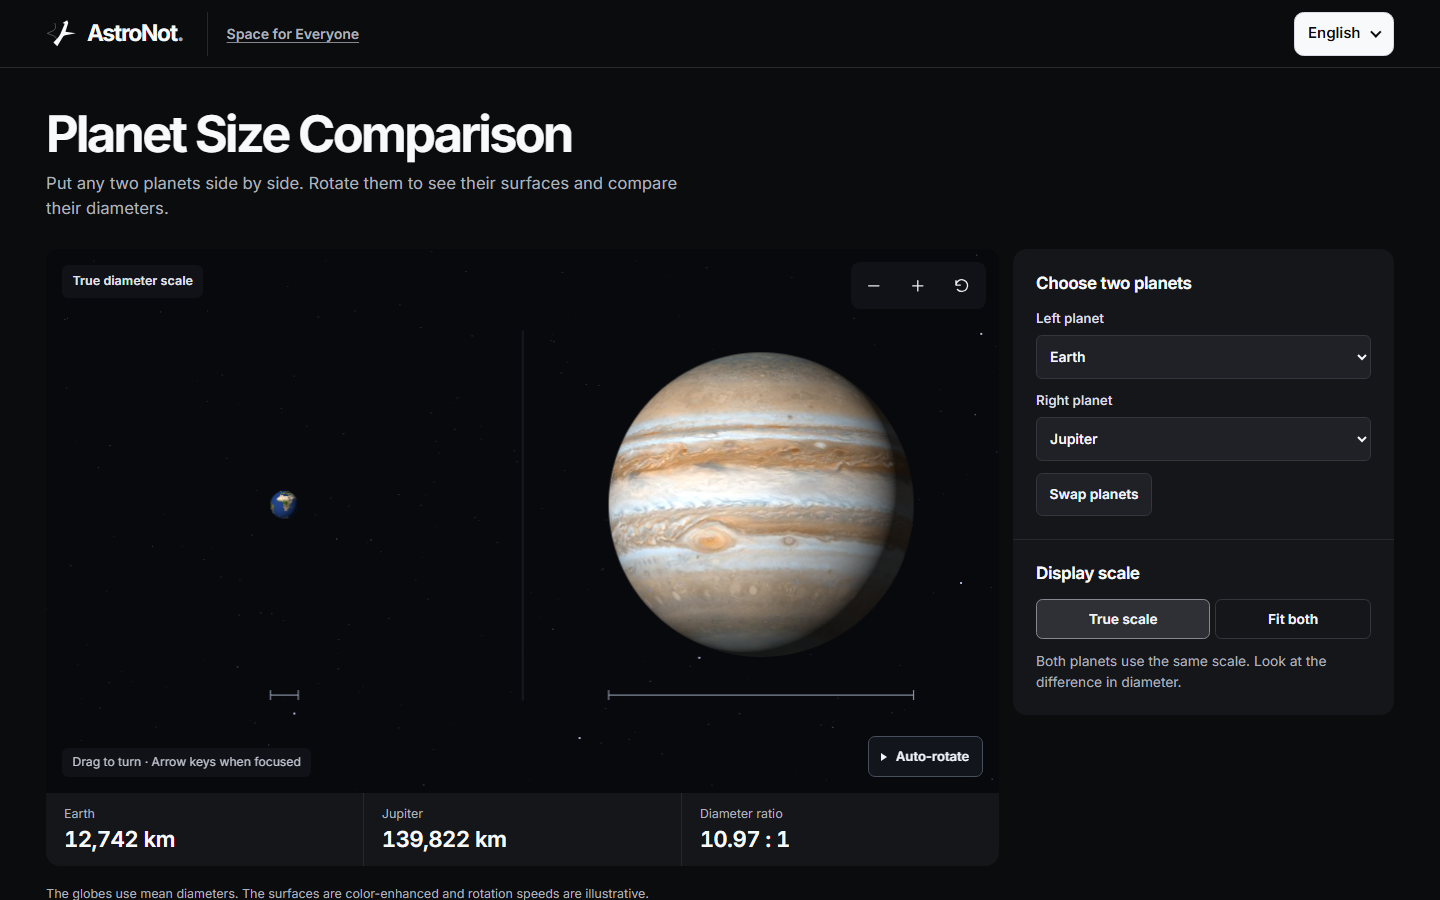 AstroNot.
Space for Everyone
English
Planet Size Comparison
Put any two planets side by side. Rotate them to see their surfaces and compare
their diameters.
True diameter scale
Drag to turn · Arrow keys when focused
Auto-rotate
Earth
12,742 km
Jupiter
139,822 km
Diameter ratio
10.97 : 1
The globes use mean diameters. The surfaces are color-enhanced and rotation speeds are illustrative.
Choose two planets
Left planet
Earth
Right planet
Jupiter
Swap planets
Display scale
True scale
Fit both
Both planets use the same scale. Look at the
difference in diameter.